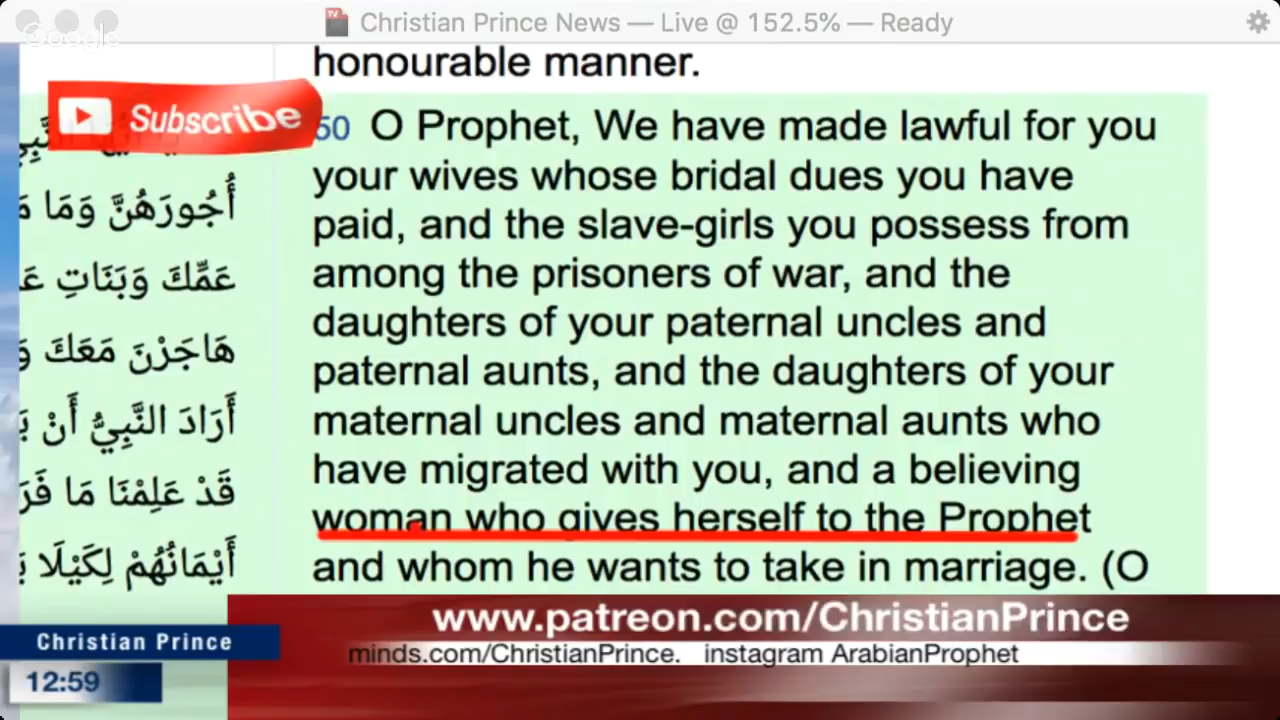 Christian Prince News — Live @ 152.5% — Ready
Google
honourable manner.
Subscribe
50 O Prophet, We have made lawful for you
your wives whose bridal dues you have
paid, and the slave-girls you possess from
among the prisoners of war, and the
daughters of your paternal uncles and
paternal aunts, and the daughters of your
maternal uncles and maternal aunts who
have migrated with you, and a believing
woman who gives herself to the Prophet
and whom he wants to take in marriage. (O
أُجُورَهُنَّ وَمَا
عَمِّكَ وَبَنَاتِ
هَاجَرْنَ مَعَكَ
أَرَادَ النَّبِيُّ أَنْ
قَدْ عَلِمْنَا مَا
أَيْمَانُهُمْ لِكَيْلَا
www.patreon.com/ChristianPrince
Christian Prince
minds.com/ChristianPrince. instagram ArabianProphet
12:59